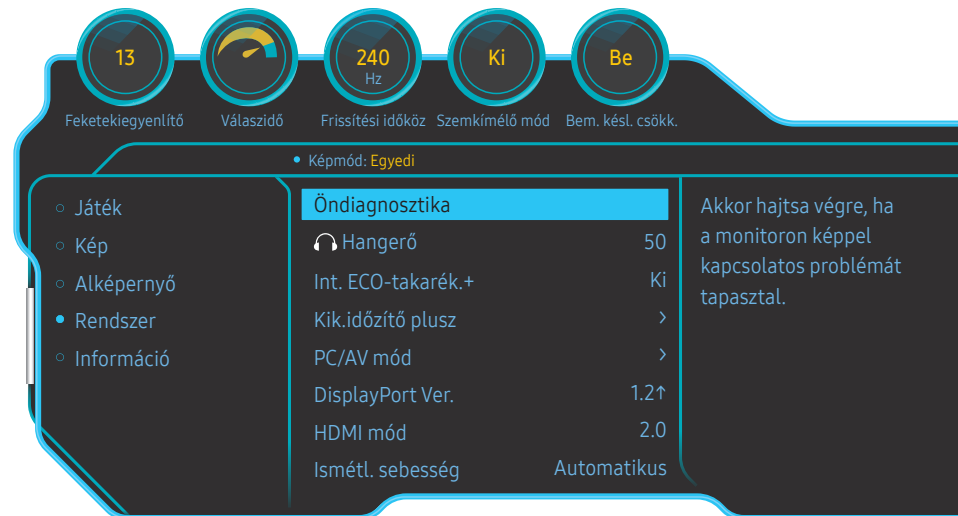 13
240
Hz
Ki
Be
Feketekiegyenlítő
Válaszidő
Frissítési időköz
Szemkímélő mód
Bem. késl. csökk.
Képmód: Egyedi
Játék
Kép
Alképernyő
Rendszer
Információ
Öndiagnosztika
Hangerő 50
Int. ECO-takarék.+ Ki
Kik.időzítő plusz >
PC/AV mód >
DisplayPort Ver. 1.2↑
HDMI mód 2.0
Ismétl. sebesség Automatikus
Akkor hajtsa végre, ha
a monitoron képpel
kapcsolatos problémát
tapasztal.